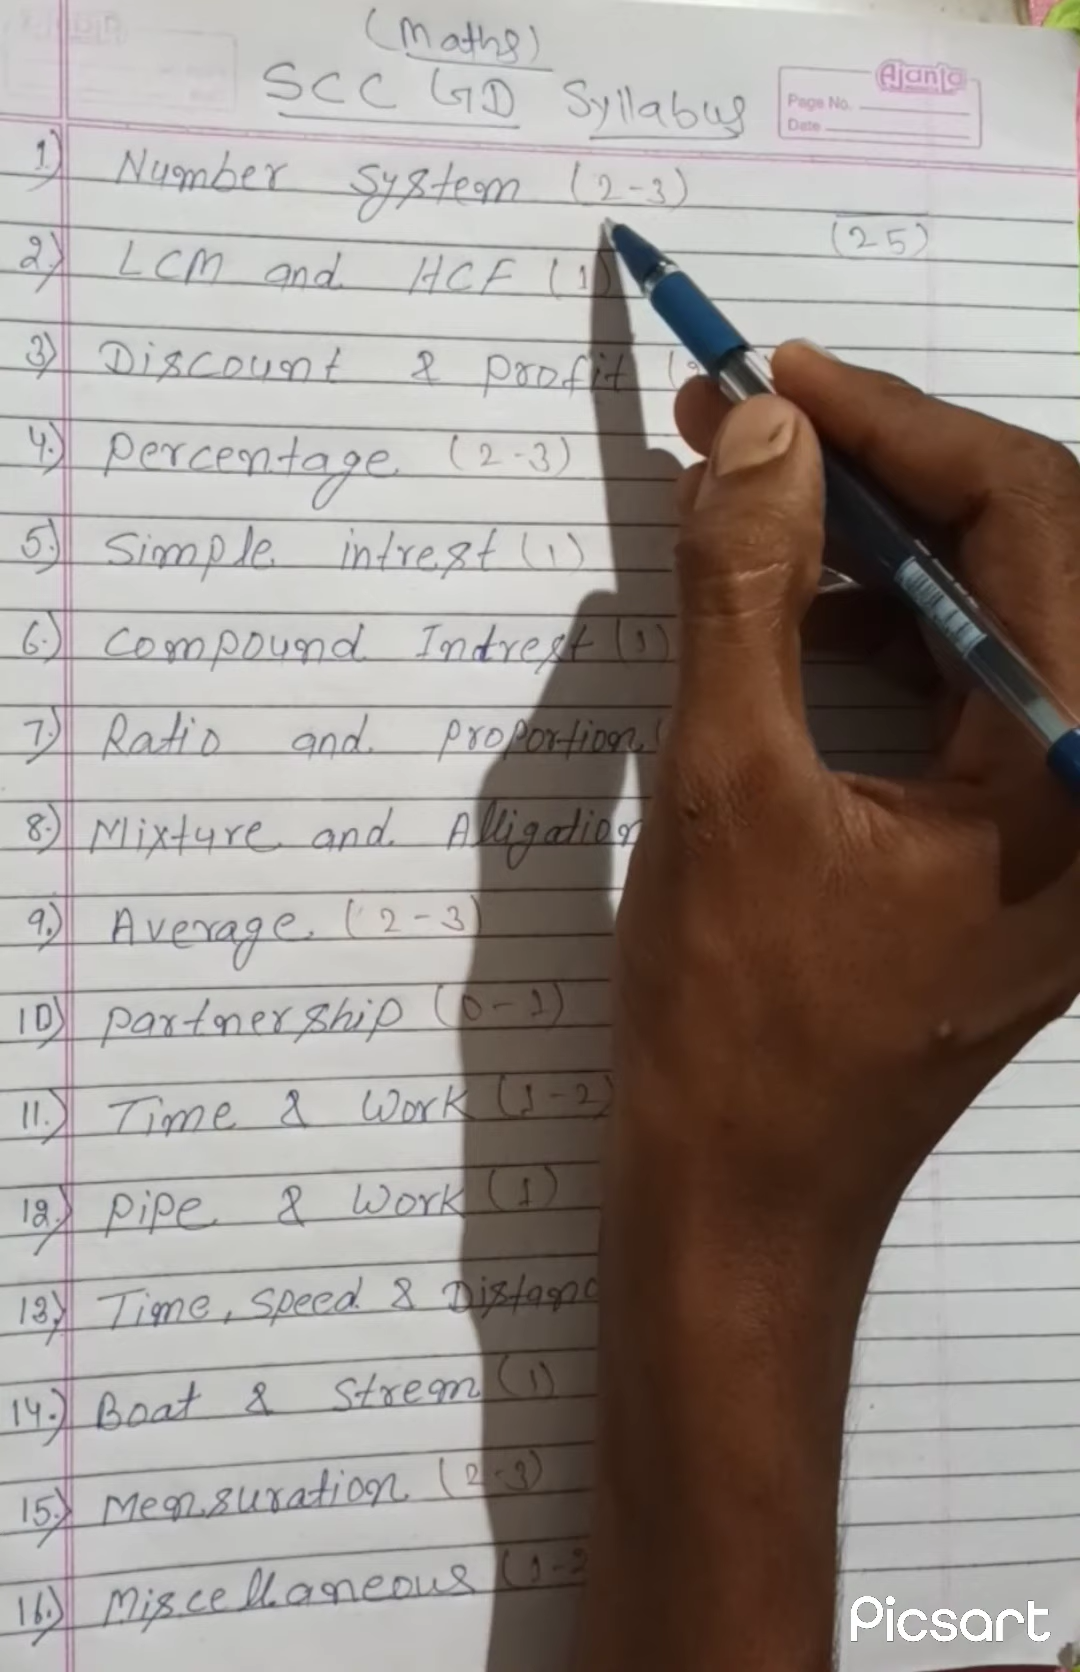 (Maths)
SCC GD Syllabus
Ajanta
Page No.
Date
1) Number System (2-3)
(25)
2) LCM and HCF (1)
3) Discount & Profit
4.) Percentage (2-3)
5.) Simple intrest (1)
6.) Compound Intrest (1)
7.) Ratio and Proportion
8.) Mixture and Alligation
9.) Average (2-3)
10) Partnership (0-1)
11.) Time & Work (1-2)
12.) Pipe & Work (1)
13) Time, Speed & Distanc
14.) Boat & Stream (1)
15.) Mensuration (2-3)
16.) Miscellaneous (1-2
Picsart